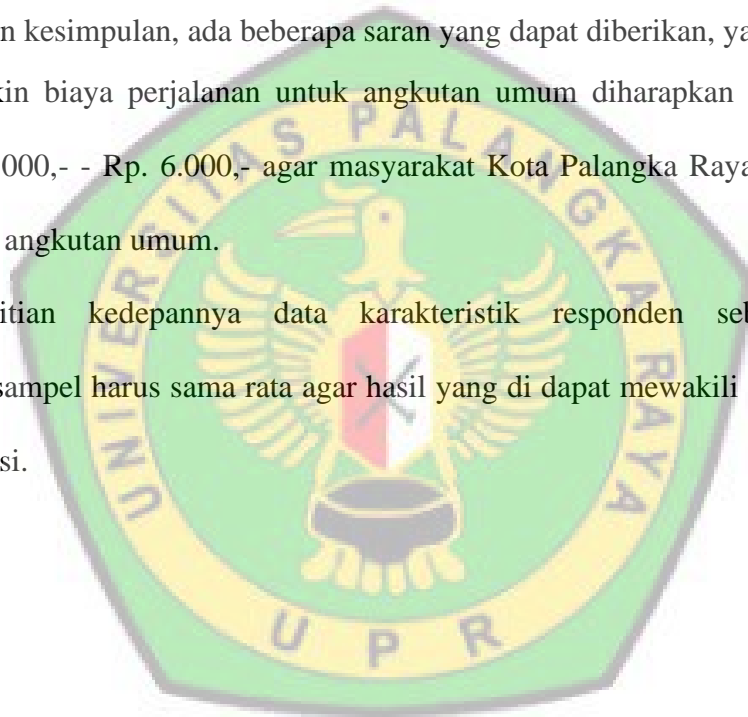 n kesimpulan, ada beberapa saran yang dapat diberikan, ya
kin biaya perjalanan untuk angkutan umum diharapkan
000,- - Rp. 6.000,- agar masyarakat Kota Palangka Raya
angkutan umum.
itian kedepannya data karakteristik responden seb
sampel harus sama rata agar hasil yang di dapat mewakili
si.
UNIVERSITAS PALANGKA RAYA
UPR